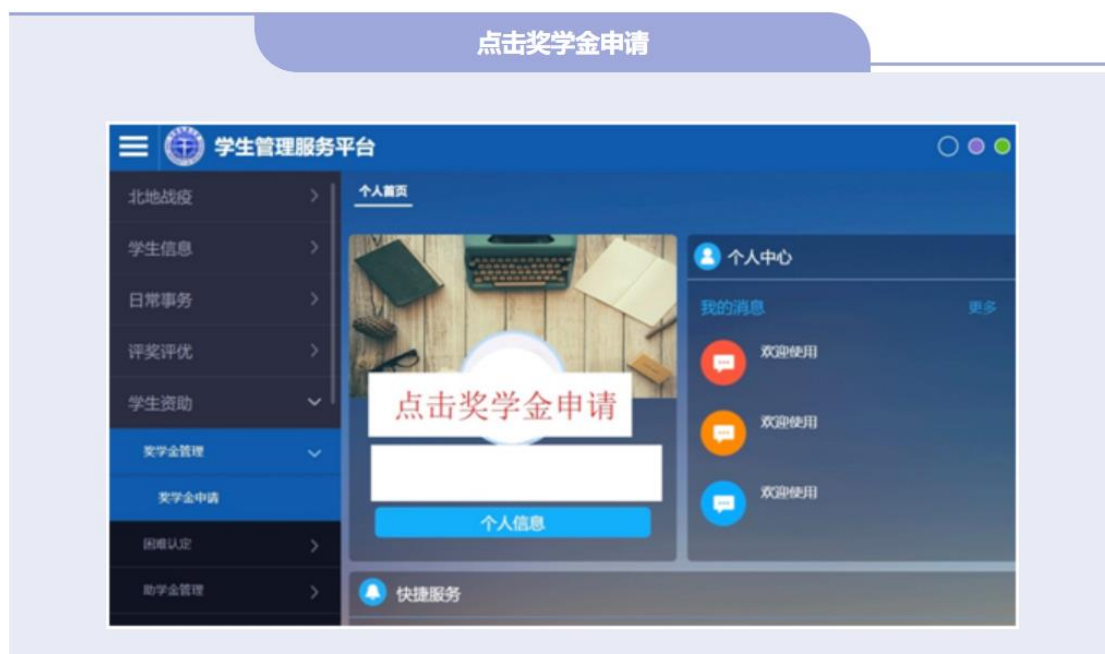 点击奖学金申请
学生管理服务平台
北地战疫
学生信息
日常事务
评奖评优
学生资助
奖学金管理
奖学金申请
困难认定
助学金管理
个人首页
点击奖学金申请
个人信息
个人中心
我的消息 更多
欢迎使用
欢迎使用
欢迎使用
快捷服务